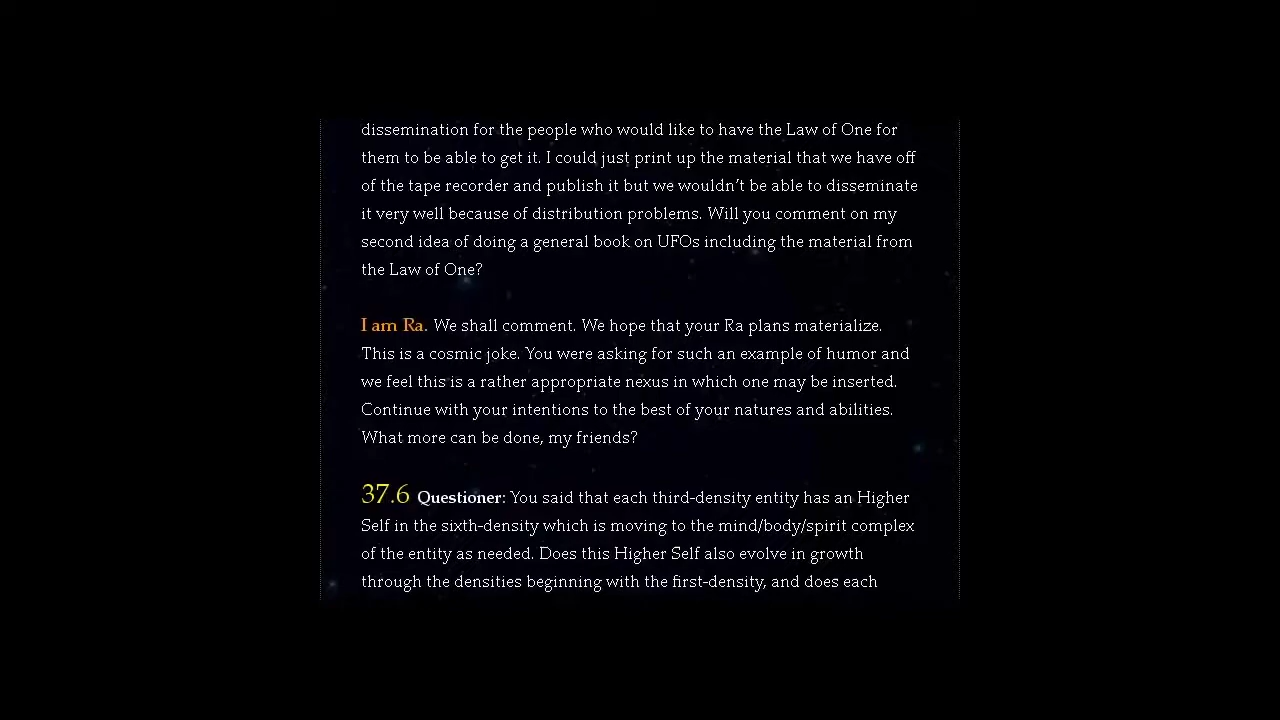 dissemination for the people who would like to have the Law of One for
them to be able to get it. I could just print up the material that we have off
of the tape recorder and publish it but we wouldn't be able to disseminate
it very well because of distribution problems. Will you comment on my
second idea of doing a general book on UFOs including the material from
the Law of One?
I am Ra. We shall comment. We hope that your Ra plans materialize.
This is a cosmic joke. You were asking for such an example of humor and
we feel this is a rather appropriate nexus in which one may be inserted.
Continue with your intentions to the best of your natures and abilities.
What more can be done, my friends?
37.6 Questioner: You said that each third-density entity has an Higher
Self in the sixth-density which is moving to the mind/body/spirit complex
of the entity as needed. Does this Higher Self also evolve in growth
through the densities beginning with the first-density, and does each